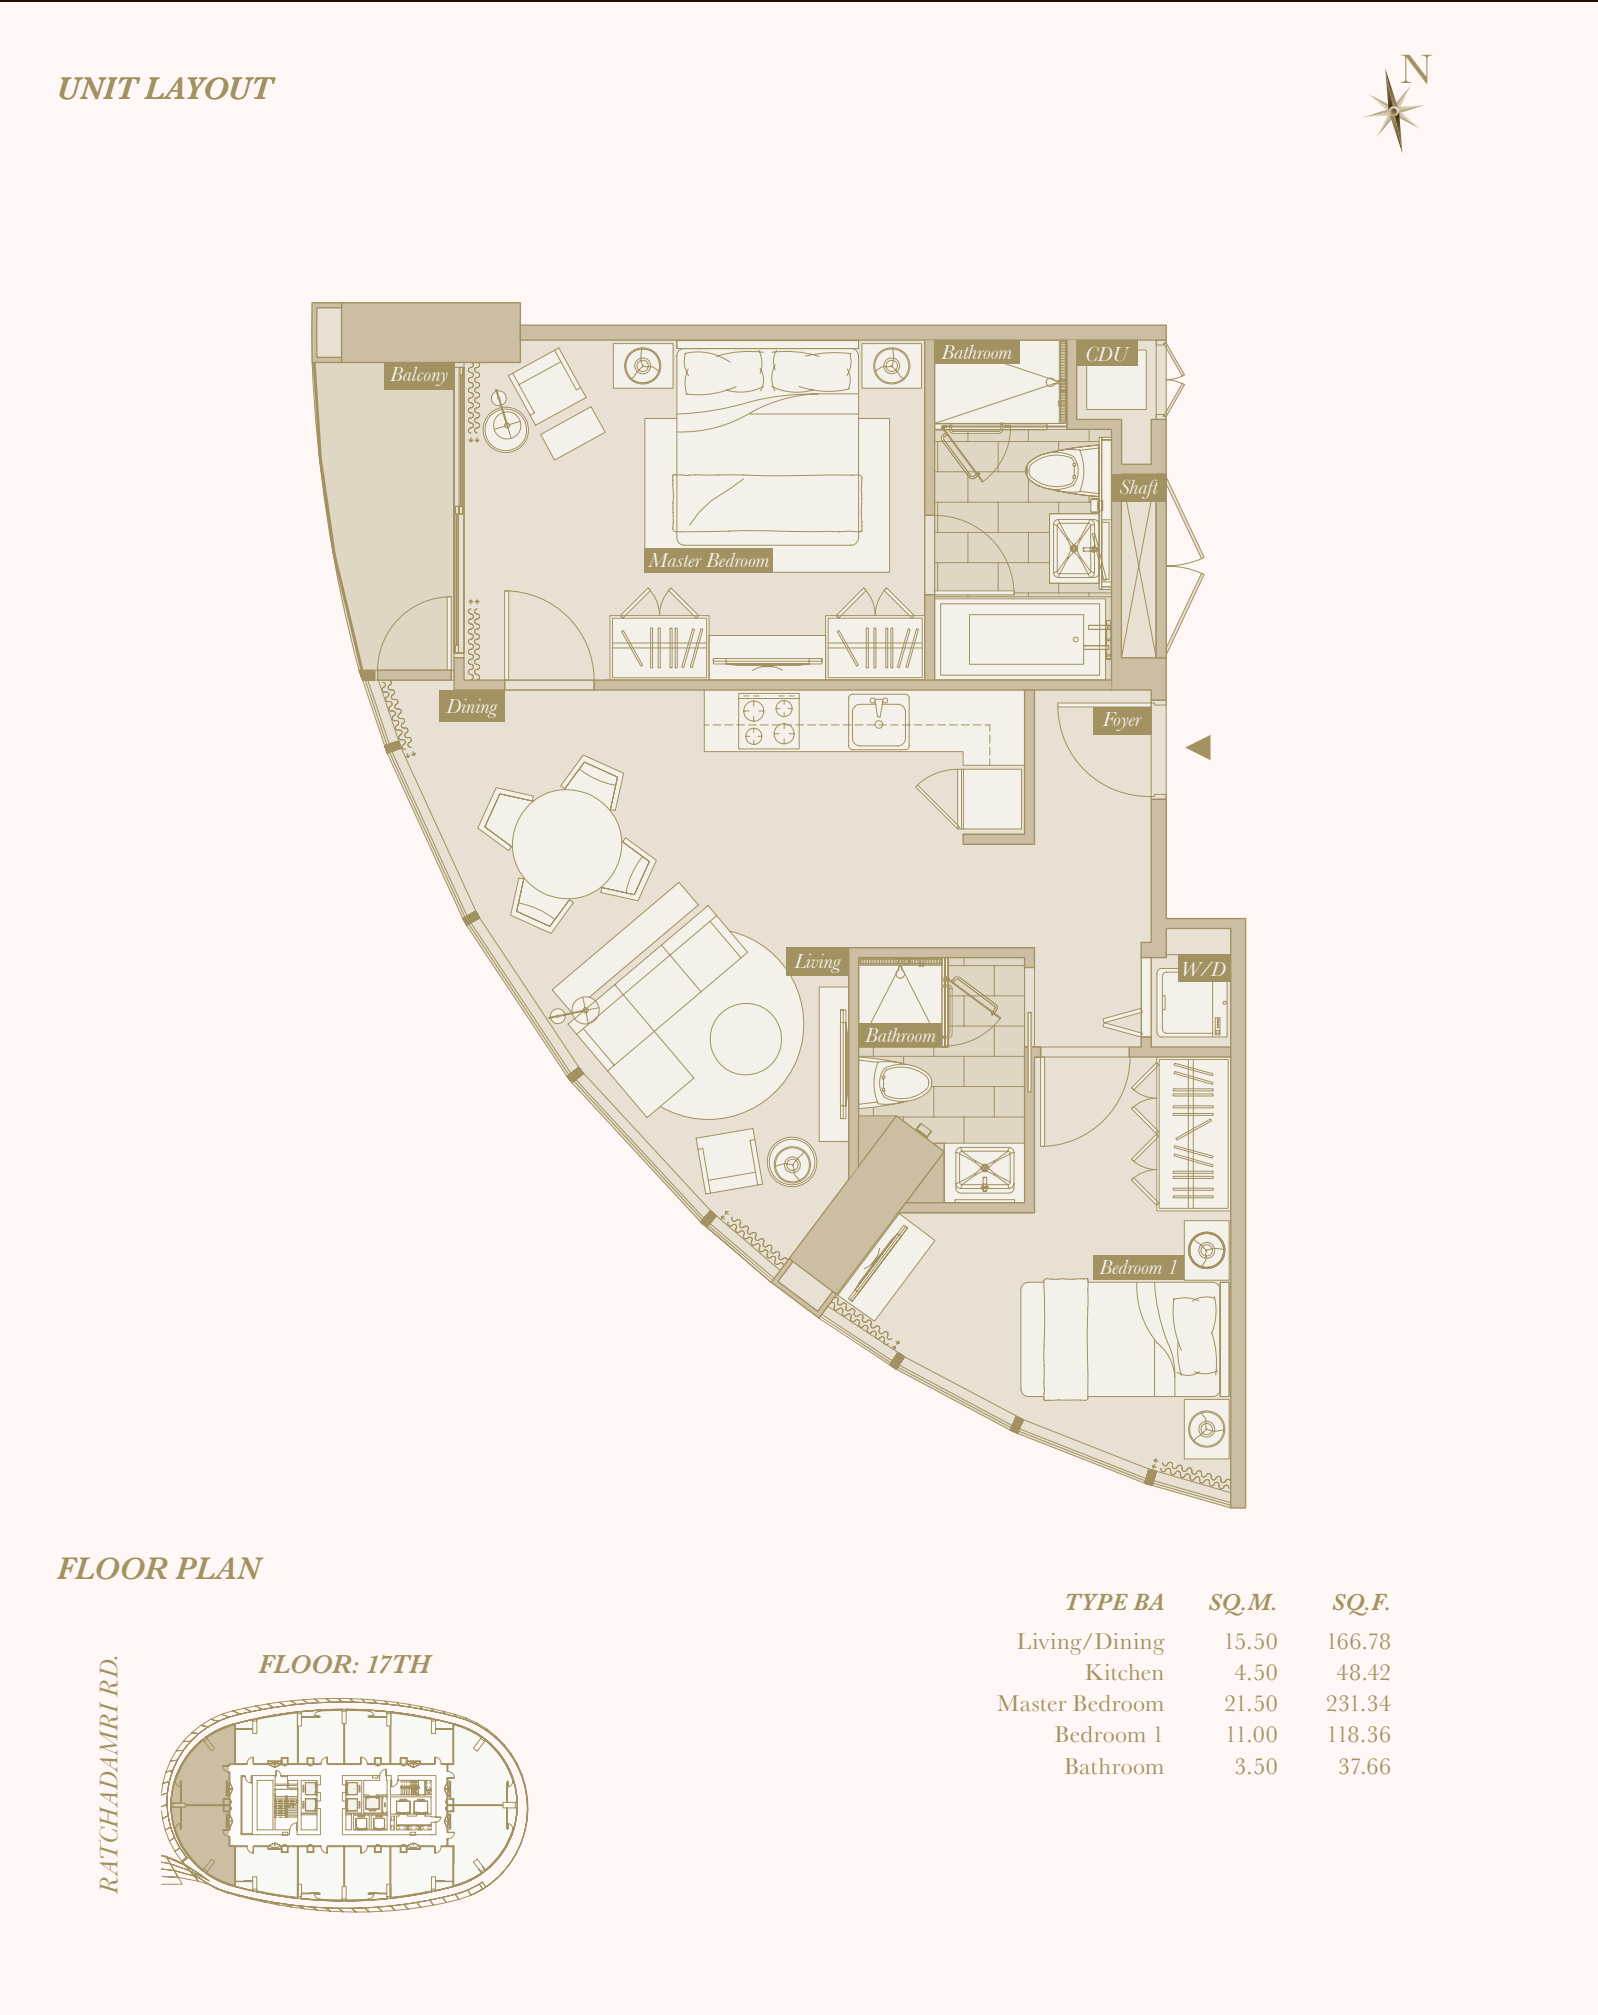 UNIT LAYOUT
N
Balcony
Bathroom
CDU
Shaft
Master Bedroom
Dining
Foyer
Living
W/D
Bathroom
Bedroom 1
FLOOR PLAN
FLOOR: 17TH
RATCHADAMRI RD.
TYPE BA SQ.M. SQ.F.
Living/Dining 15.50 166.78
Kitchen 4.50 48.42
Master Bedroom 21.50 231.34
Bedroom 1 11.00 118.36
Bathroom 3.50 37.66